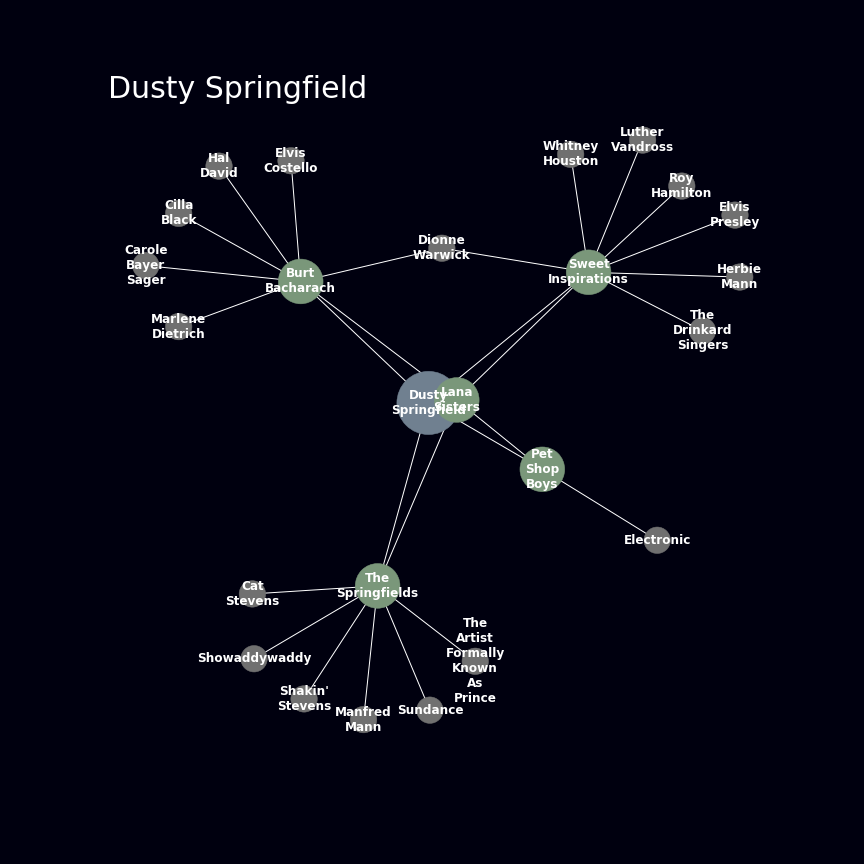 Dusty Springfield
Hal
David
Elvis
Costello
Whitney
Houston
Luther
Vandross
Roy
Hamilton
Elvis
Presley
Cilla
Black
Carole
Bayer
Sager
Dionne
Warwick
Burt
Bacharach
Sweet
Inspirations
Herbie
Mann
Marlene
Dietrich
The
Drinkard
Singers
Dusty
Springfield
Lana
Sisters
Pet
Shop
Boys
Electronic
The
Springfields
Cat
Stevens
Showaddywaddy
Shakin'
Stevens
Manfred
Mann
Sundance
The
Artist
Formally
Known
As
Prince